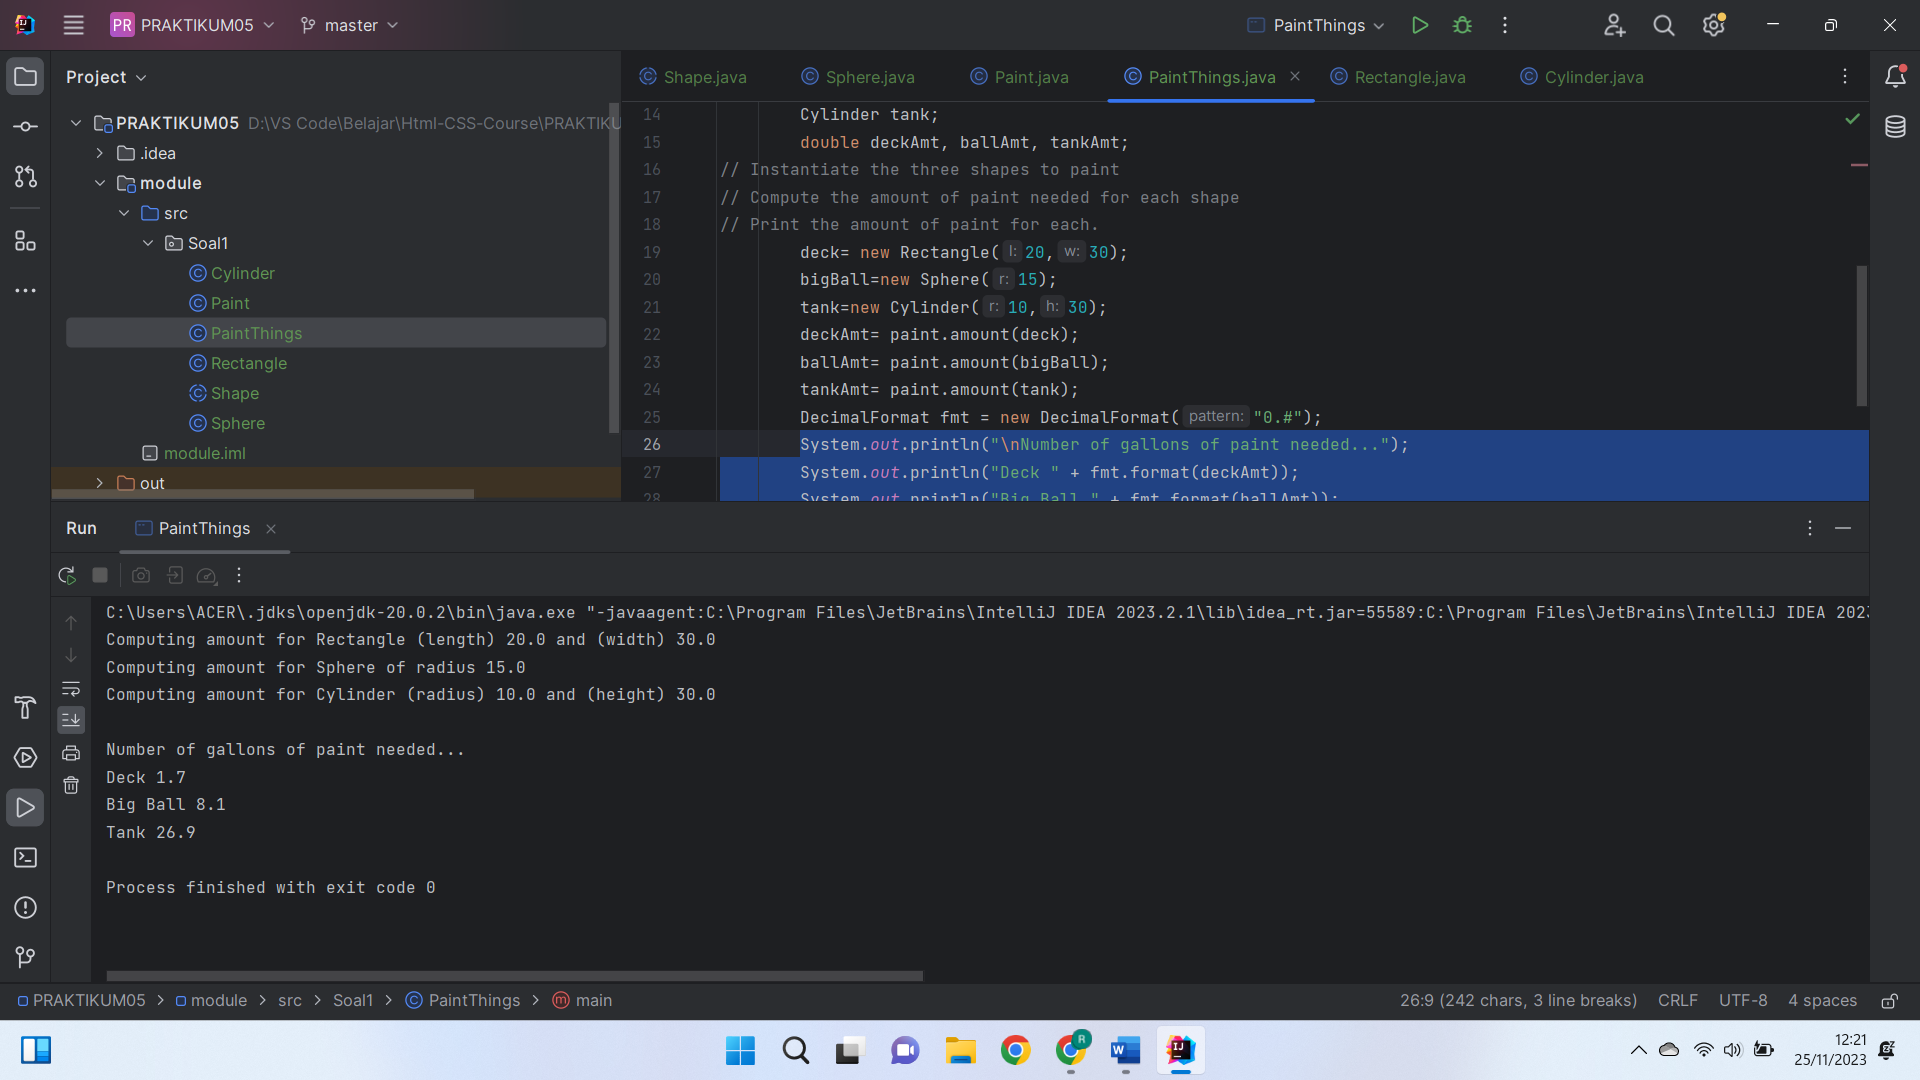 PR PRAKTIKUM05 master PaintThings
Project
PRAKTIKUM05 D:\VS Code\Belajar\Html-CSS-Course\PRAKTIKU
.idea
module
src
Soal1
Cylinder
Paint
PaintThings
Rectangle
Shape
Sphere
module.iml
out
Shape.java Sphere.java Paint.java PaintThings.java Rectangle.java Cylinder.java
14 Cylinder tank;
15 double deckAmt, ballAmt, tankAmt;
16 // Instantiate the three shapes to paint
17 // Compute the amount of paint needed for each shape
18 // Print the amount of paint for each.
19 deck= new Rectangle( l: 20, w: 30);
20 bigBall=new Sphere( r: 15);
21 tank=new Cylinder( r: 10, h: 30);
22 deckAmt= paint.amount(deck);
23 ballAmt= paint.amount(bigBall);
24 tankAmt= paint.amount(tank);
25 DecimalFormat fmt = new DecimalFormat( pattern: "0.#");
26 System.out.println("\nNumber of gallons of paint needed...");
27 System.out.println("Deck " + fmt.format(deckAmt));
28 System.out.println("Big Ball " + fmt.format(ballAmt));
Run PaintThings
C:\Users\ACER\.jdks\openjdk-20.0.2\bin\java.exe "-javaagent:C:\Program Files\JetBrains\IntelliJ IDEA 2023.2.1\lib\idea_rt.jar=55589:C:\Program Files\JetBrains\IntelliJ IDEA 2023
Computing amount for Rectangle (length) 20.0 and (width) 30.0
Computing amount for Sphere of radius 15.0
Computing amount for Cylinder (radius) 10.0 and (height) 30.0
Number of gallons of paint needed...
Deck 1.7
Big Ball 8.1
Tank 26.9
Process finished with exit code 0
PRAKTIKUM05 > module > src > Soal1 > PaintThings > main
26:9 (242 chars, 3 line breaks) CRLF UTF-8 4 spaces
12:21
25/11/2023